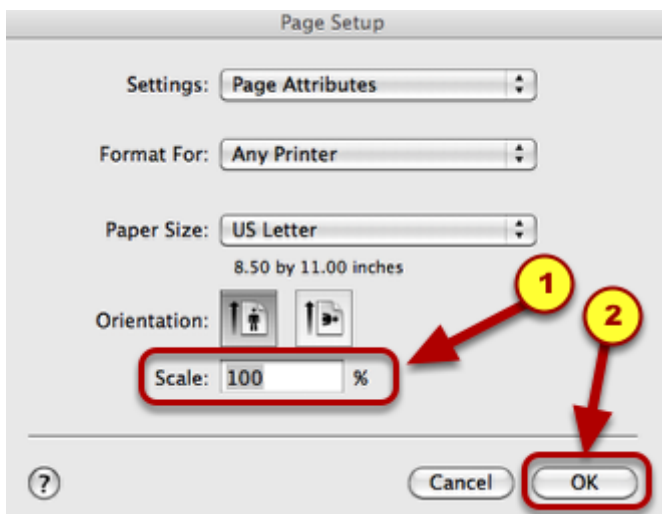 Page Setup
Settings: Page Attributes
Format For: Any Printer
Paper Size: US Letter
8.50 by 11.00 inches
1
Orientation:
2
Scale: 100 %
? Cancel OK